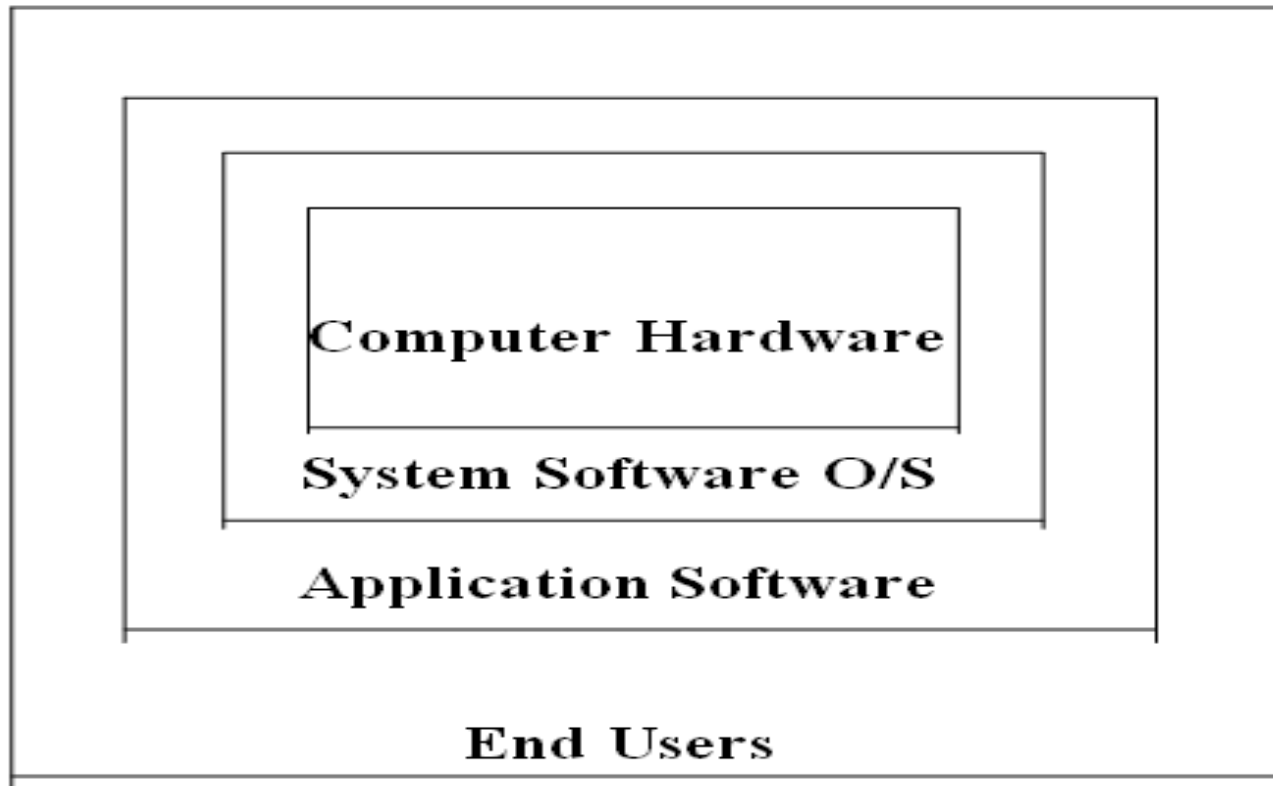 Computer Hardware
System Software O/S
Application Software
End Users